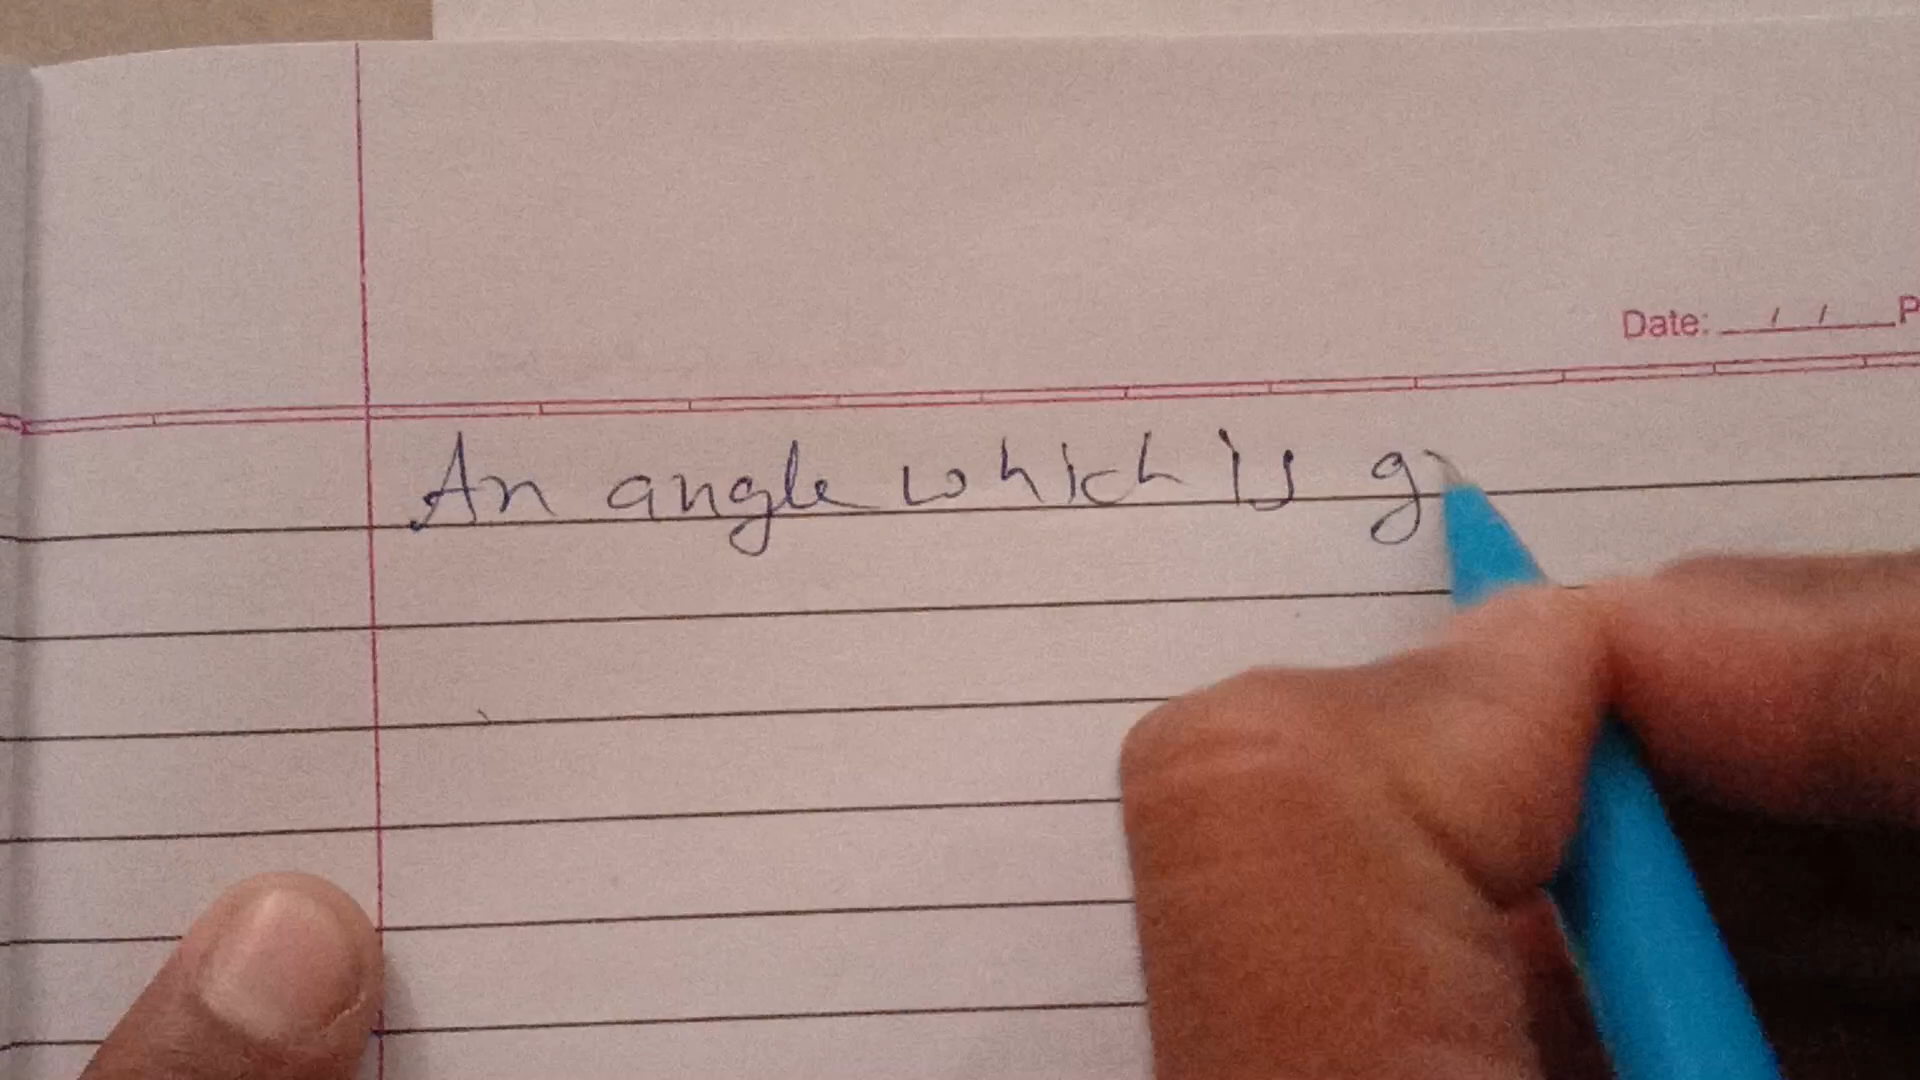 Date: / / P
An angle which is g